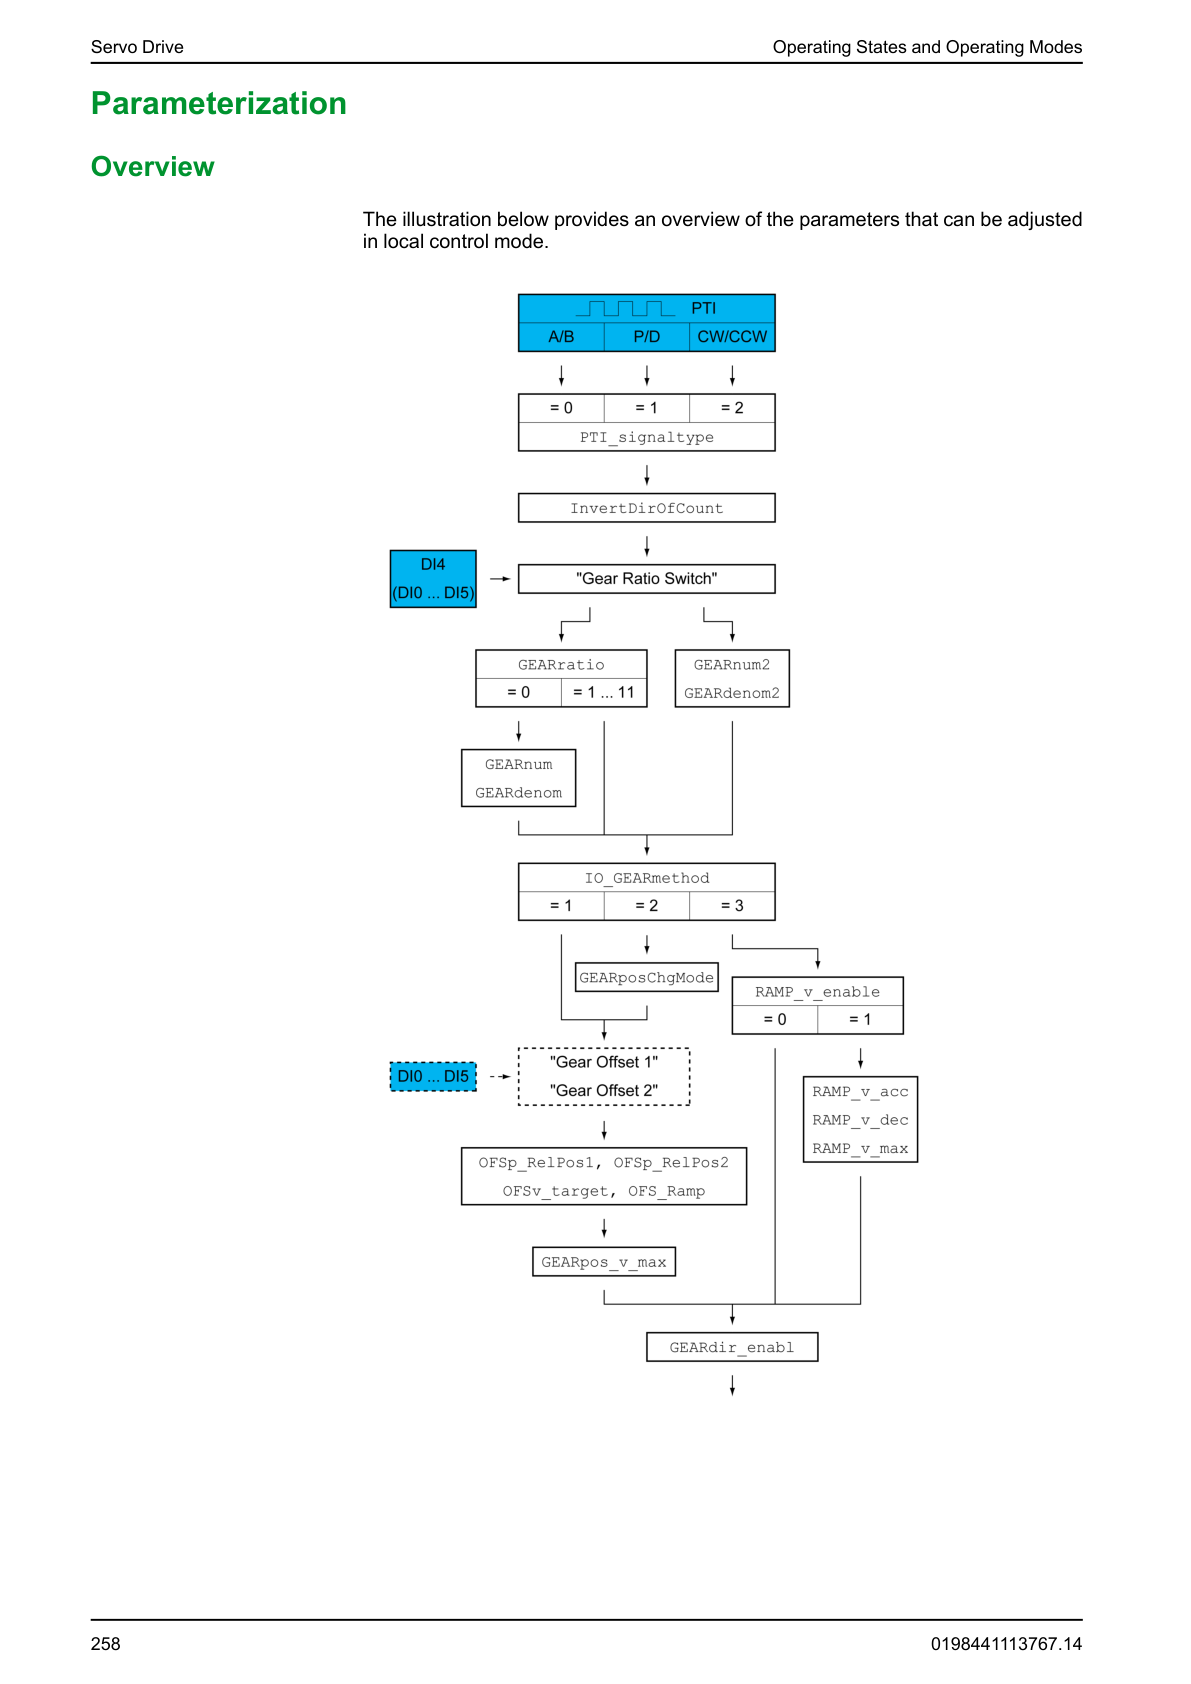 Servo Drive
Operating States and Operating Modes
Parameterization
Overview
The illustration below provides an overview of the parameters that can be adjusted
in local control mode.
PTI
A/B P/D CW/CCW
= 0 = 1 = 2
PTI_signaltype
InvertDirOfCount
DI4
(DI0 ... DI5)
"Gear Ratio Switch"
GEARratio
= 0 = 1 ... 11
GEARnum2
GEARdenom2
GEARnum
GEARdenom
IO_GEARmethod
= 1 = 2 = 3
GEARposChgMode
RAMP_v_enable
= 0 = 1
DI0 ... DI5
"Gear Offset 1"
"Gear Offset 2"
RAMP_v_acc
RAMP_v_dec
RAMP_v_max
OFSp_RelPos1, OFSp_RelPos2
OFSv_target, OFS_Ramp
GEARpos_v_max
GEARdir_enabl
258
0198441113767.14